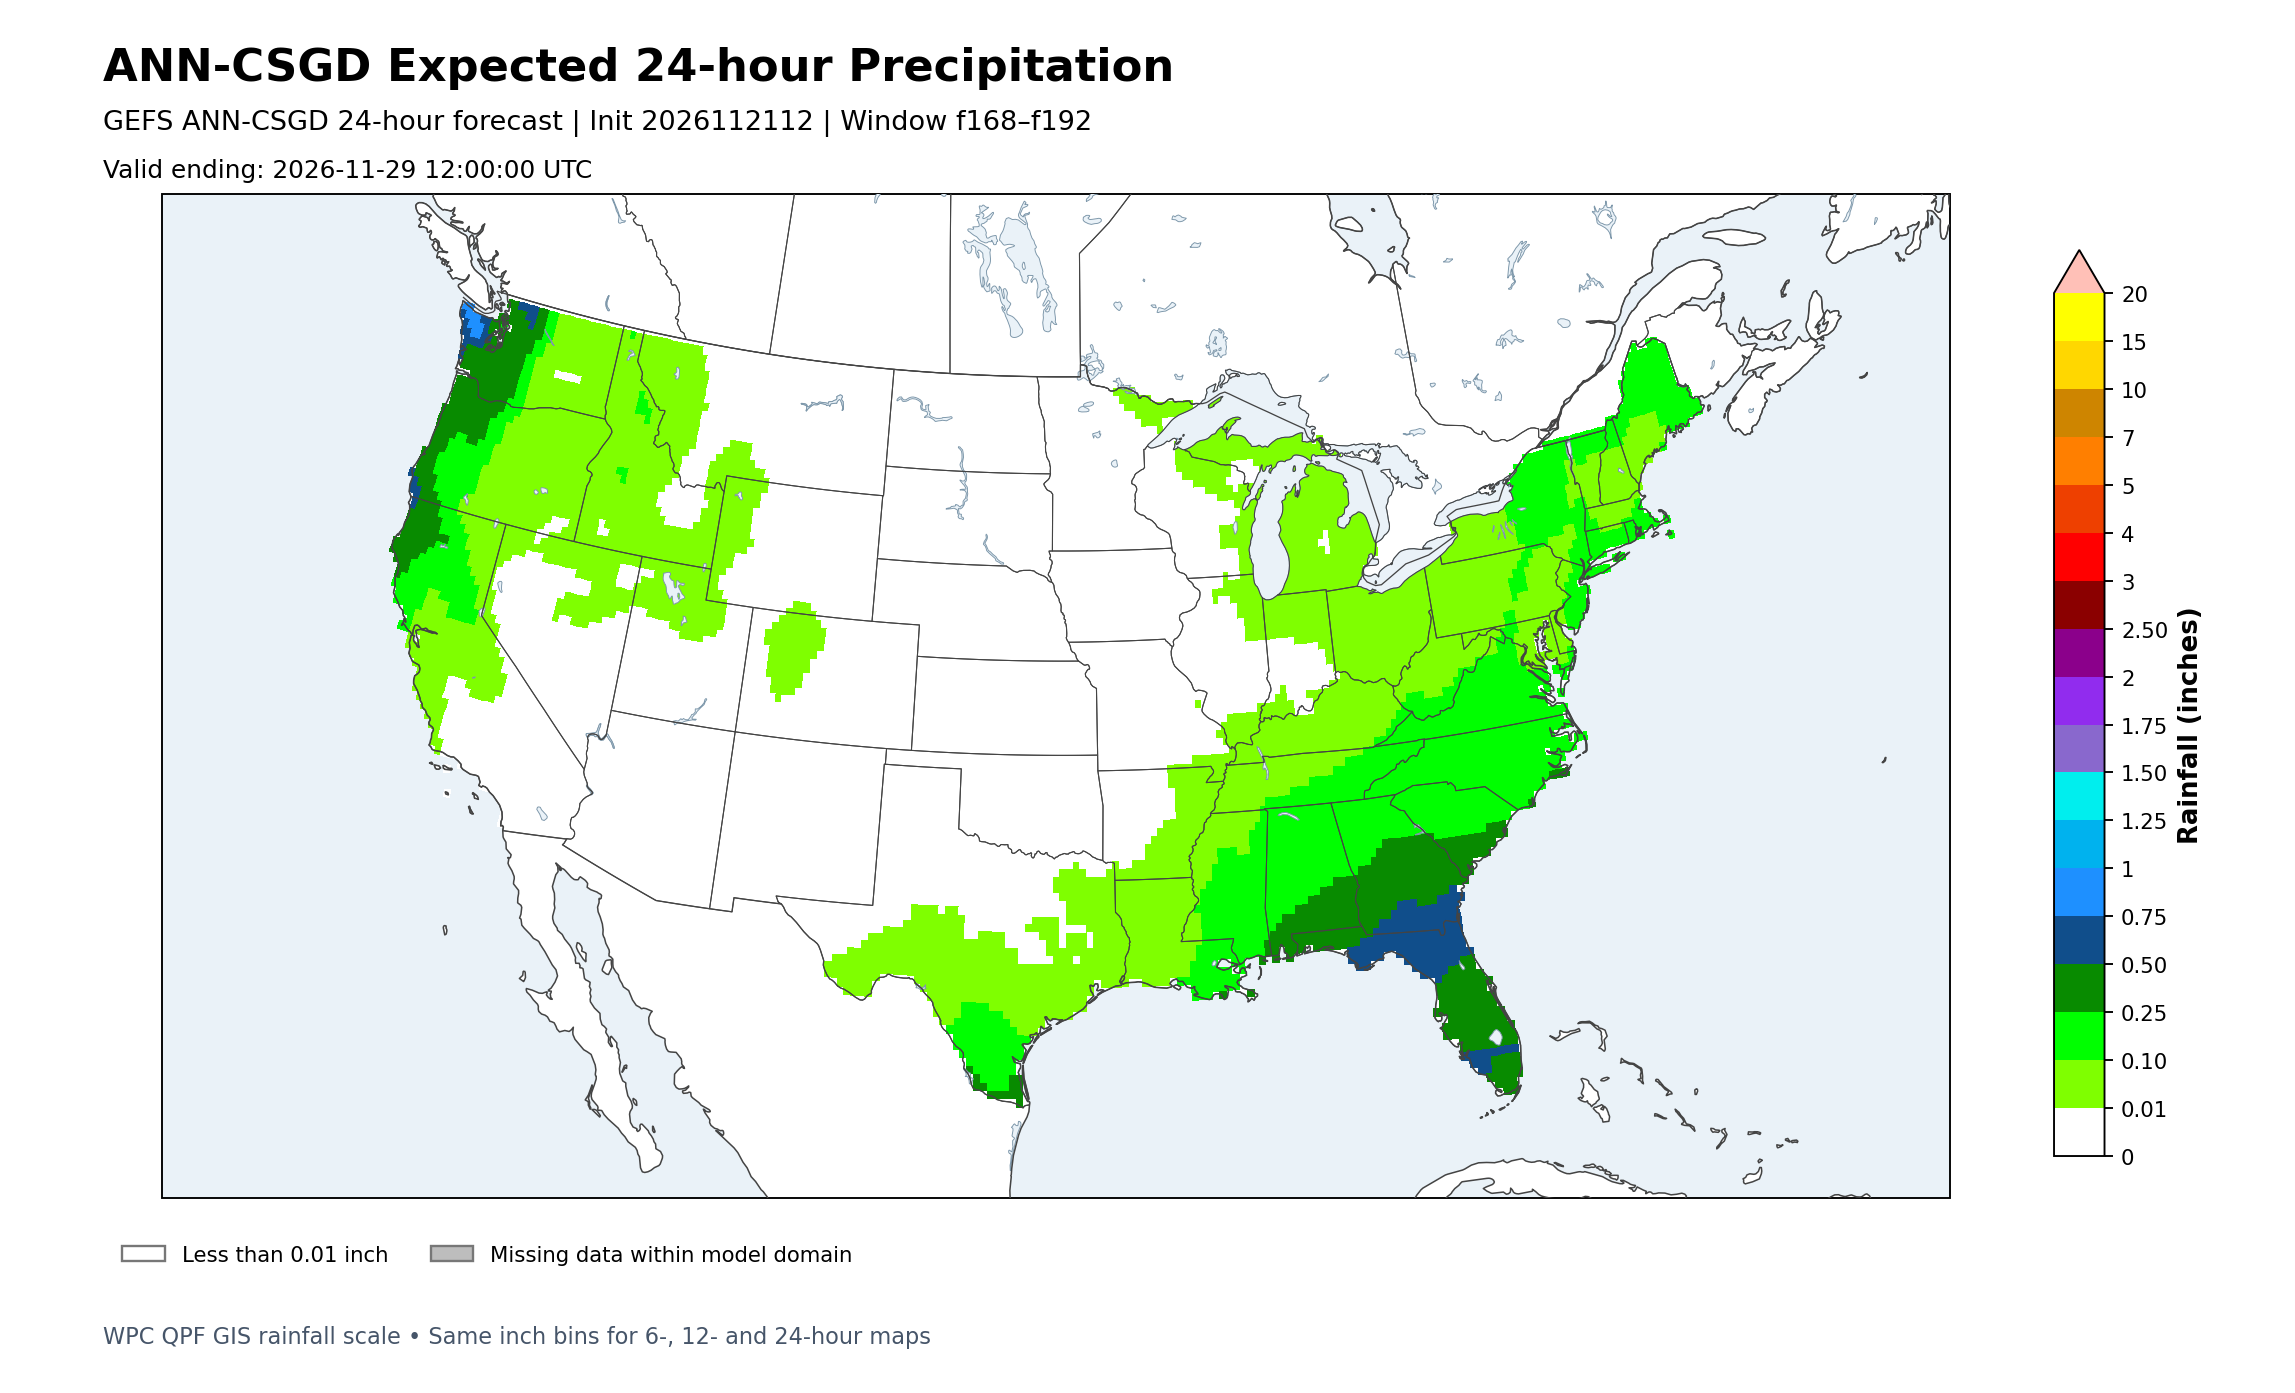 ANN-CSGD Expected 24-hour Precipitation
GEFS ANN-CSGD 24-hour forecast | Init 2026112112 | Window f168–f192
Valid ending: 2026-11-29 12:00:00 UTC
20
15
10
7
5
4
3
2.50
2
1.75
1.50
1.25
1
0.75
0.50
0.25
0.10
0.01
0
Rainfall (inches)
Less than 0.01 inch
Missing data within model domain
WPC QPF GIS rainfall scale • Same inch bins for 6-, 12- and 24-hour maps